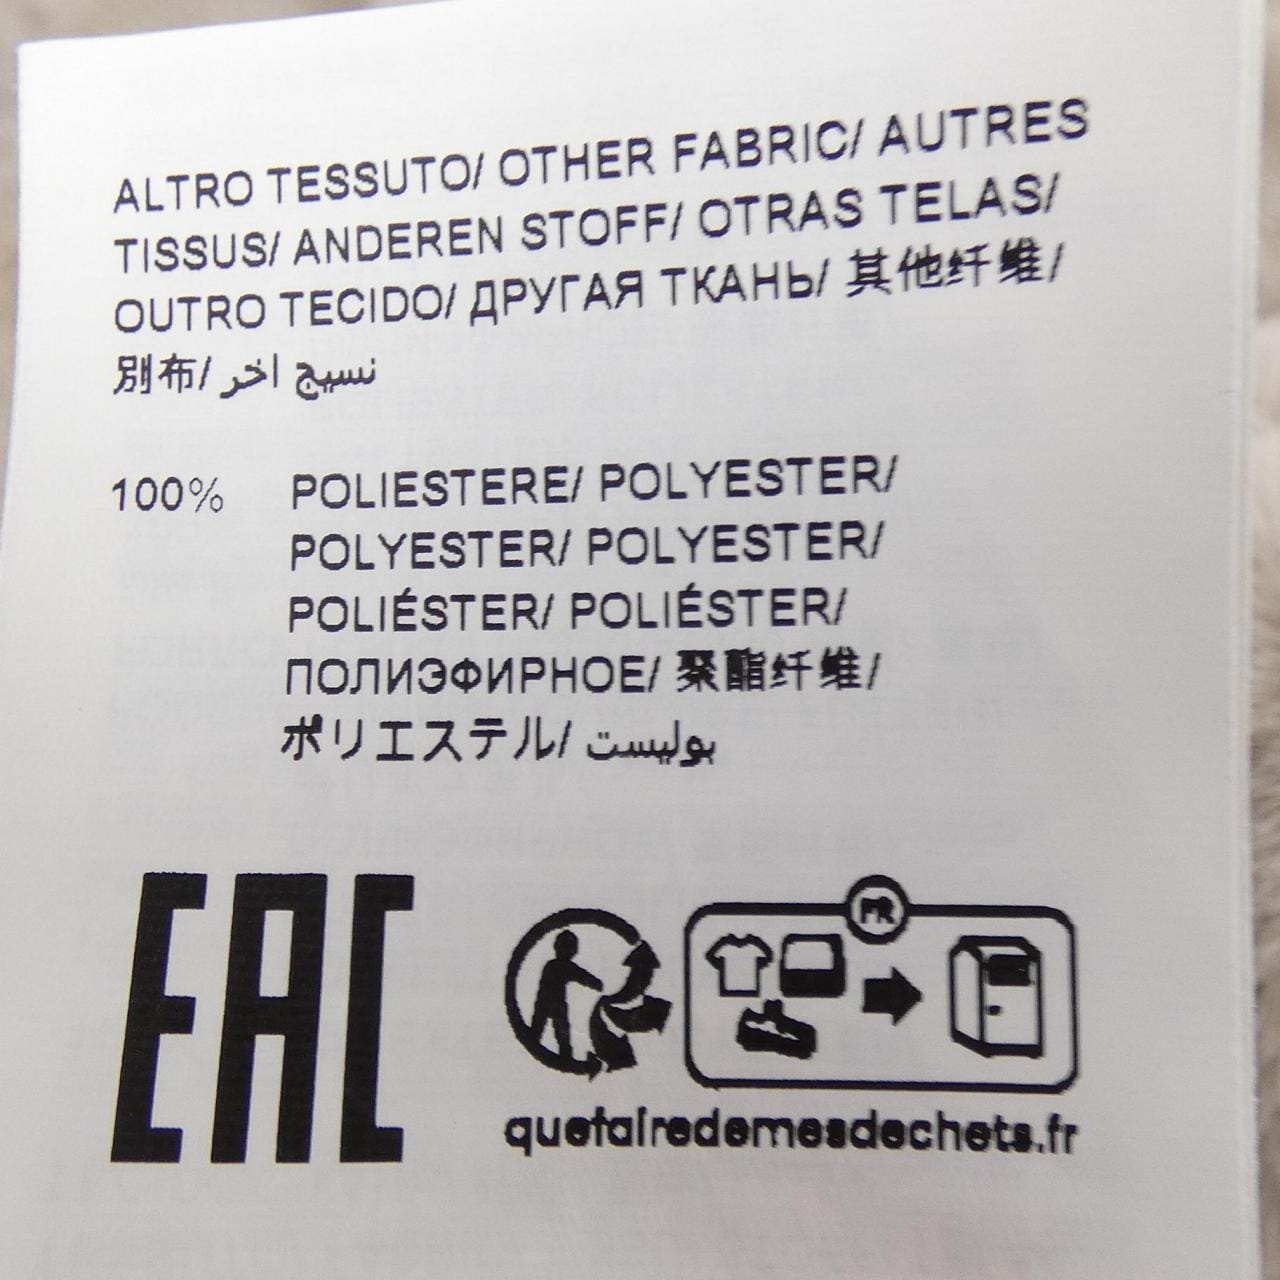 ALTRO TESSUTO/ OTHER FABRIC/ AUTRES
TISSUS/ ANDEREN STOFF/ OTRAS TELAS/
OUTRO TECIDO/ ДРУГАЯ ТКАНЬ/ 其他纤维/
別布/ نسيج اخر
100% POLIESTERE/ POLYESTER/
POLYESTER/ POLYESTER/
POLIÉSTER/ POLIÉSTER/
ПОЛИЭФИРНОЕ/ 聚酯纤维/
ポリエステル/ بوليست
EAC
FR
quefairedemesdechets.fr